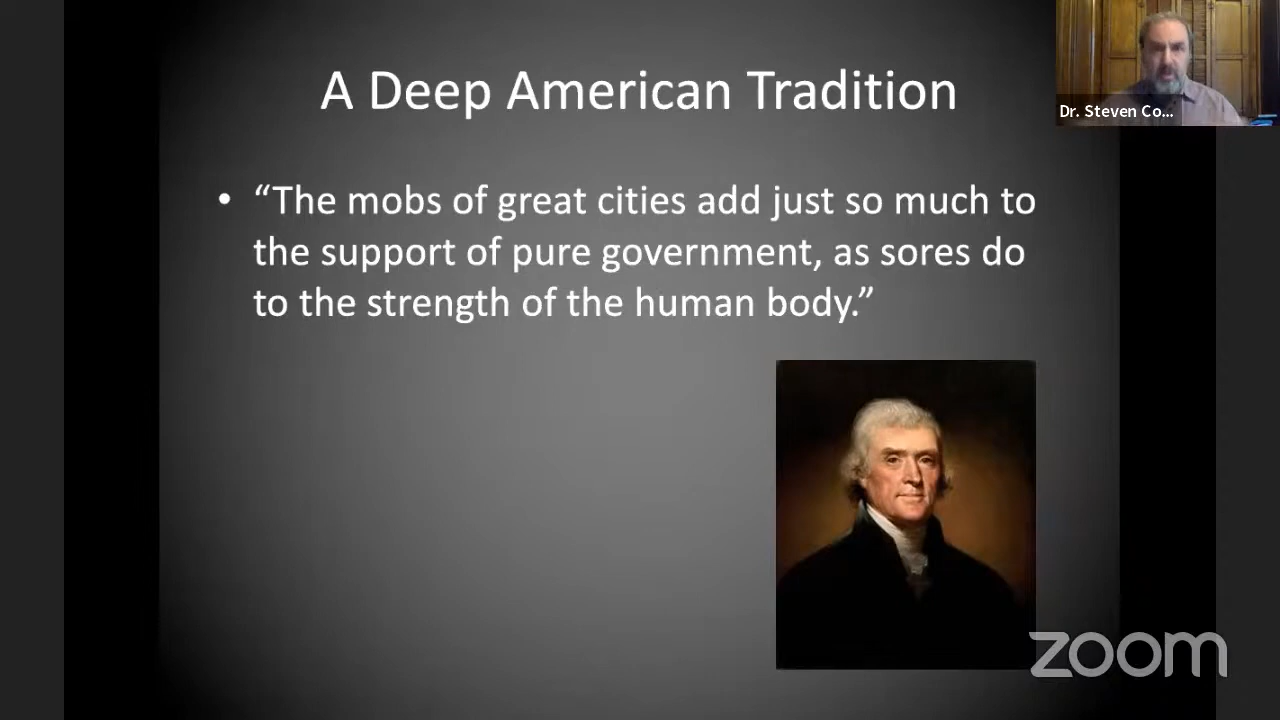 A Deep American Tradition
Dr. Steven Co...
• “The mobs of great cities add just so much to
the support of pure government, as sores do
to the strength of the human body.”
zoom